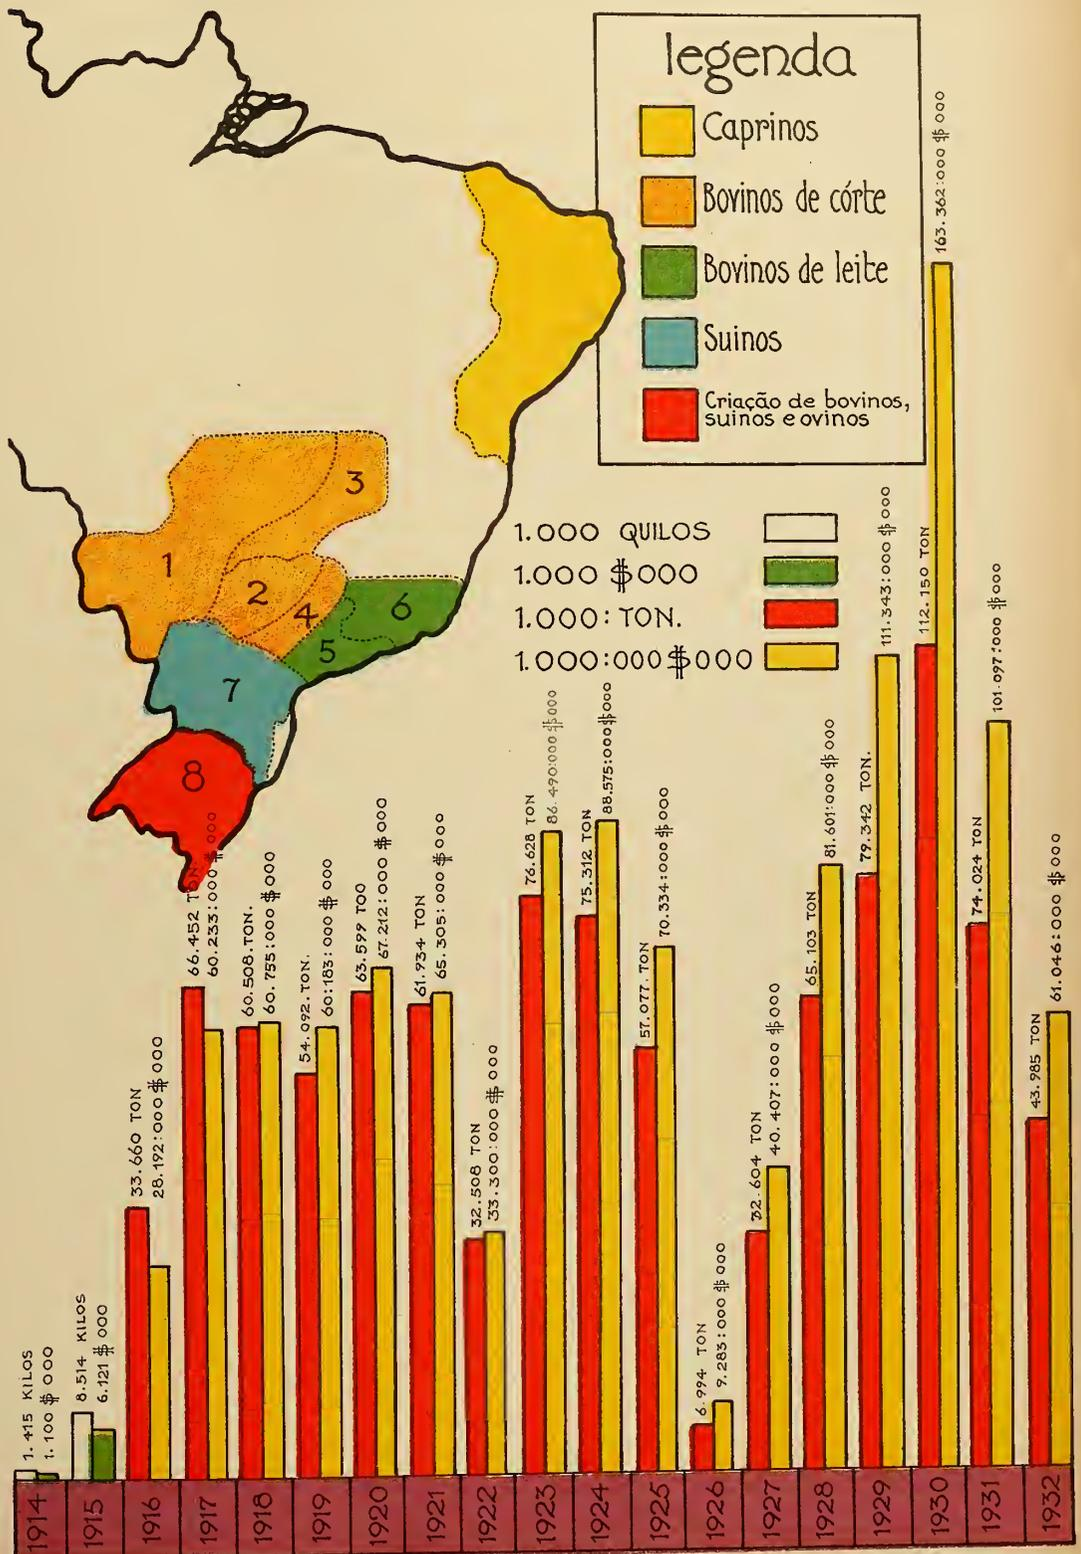 legenda
Caprinos
Bovinos de córte
Bovinos de leite
Suinos
Criação de bovinos,
suinos e ovinos
1
2
3
4
5
6
7
8
1.000 QUILOS
1.000 $000
1.000: TON.
1.000:000 $000
1.415 KILOS
1.100 $ 000
8.514 KILOS
6.121 $ 000
33.660 TON
28.192:000 $ 000
66.452 TON.
60.233:000 $ 000
60.508.TON.
60.755:000 $ 000
54.092.TON.
60:183:000 $ 000
63.599 TOO
67.212:000 $ 000
61.934 TON
65.305:000 $ 000
32.508 TON
33.300:000 $ 000
76.628 TON
86.490:000 $ 000
75.312 TON
88.575:000 $ 000
57.077 TON
70.334:000 $ 000
6.994 TON
9.283:000 $ 000
32.604 TON
40.407:000 $ 000
65.103 TON
81.601:000 $ 000
79.342 TON.
111.343:000 $ 000
112.150 TON
163.362:000 $ 000
74.024 TON
101.097:000 $ 000
43.985 TON
61.046:000 $ 000
1914
1915
1916
1917
1918
1919
1920
1921
1922
1923
1924
1925
1926
1927
1928
1929
1930
1931
1932